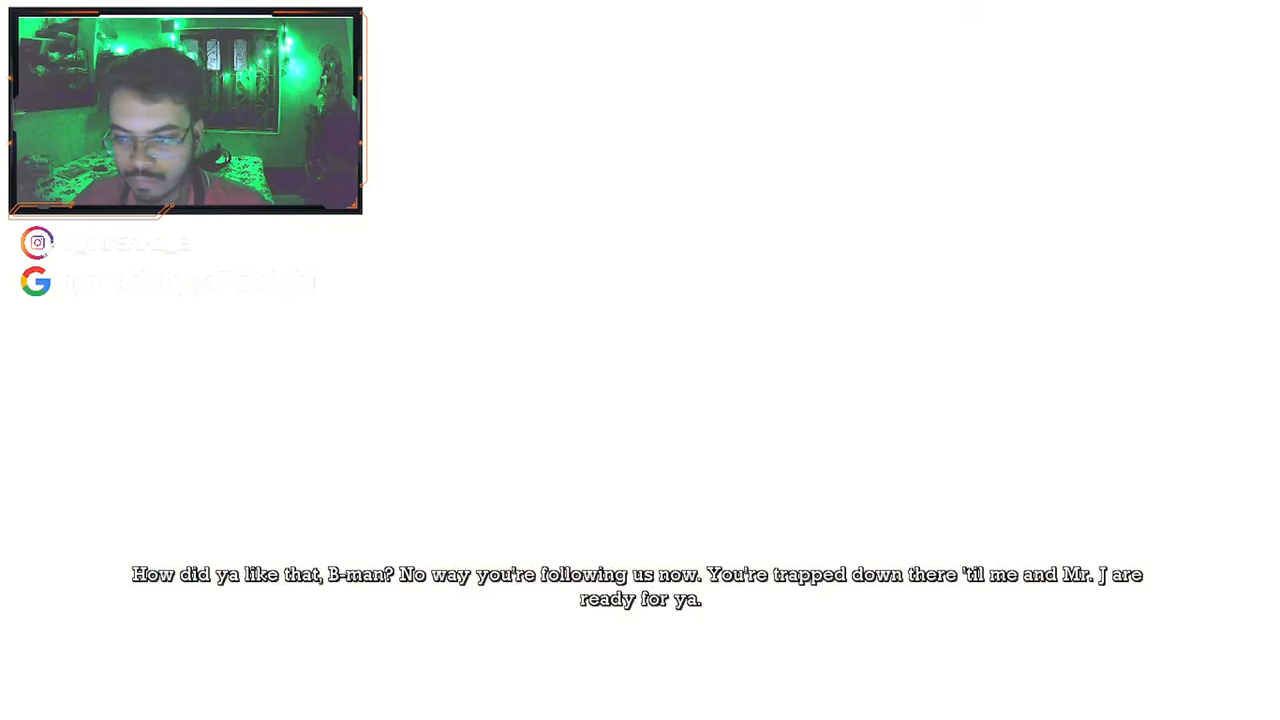 How did ya like that, B-man? No way you're following us now. You're trapped down there 'til me and Mr. J are
ready for ya.